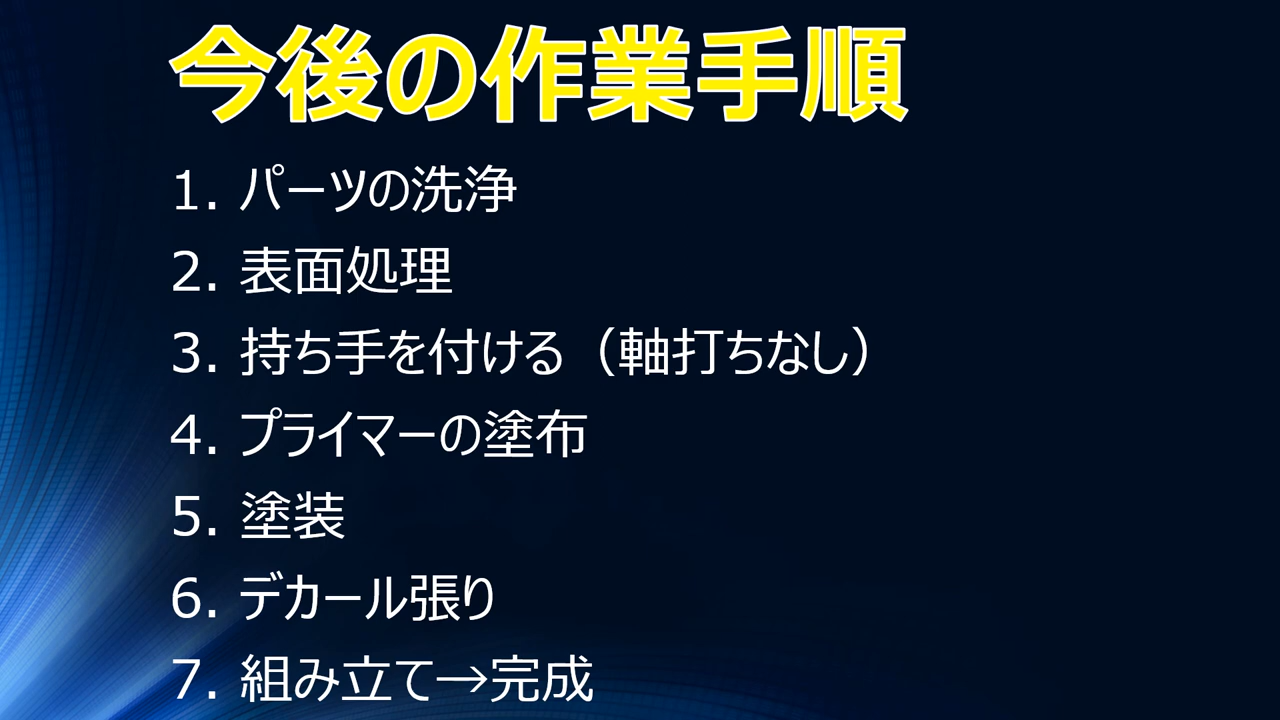 今後の作業手順
1. パーツの洗浄
2. 表面処理
3. 持ち手を付ける（軸打ちなし）
4. プライマーの塗布
5. 塗装
6. デカール張り
7. 組み立て→完成